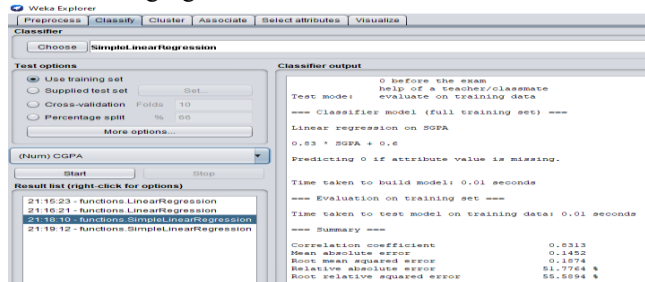 Weka Explorer
Preprocess Classify Cluster Associate Select attributes Visualize
Classifier
Choose SimpleLinearRegression
Test options
Use training set
Supplied test set Set...
Cross-validation Folds 10
Percentage split % 66
More options...
(Num) CGPA
Start Stop
Result list (right-click for options)
21:15:23 - functions.LinearRegression
21:16:21 - functions.LinearRegression
21:18:10 - functions.SimpleLinearRegression
21:19:12 - functions.SimpleLinearRegression
Classifier output
0 before the exam
help of a teacher/classmate
Test mode: evaluate on training data
=== Classifier model (full training set) ===
Linear regression on SGPA
0.83 * SGPA + 0.6
Predicting 0 if attribute value is missing.
Time taken to build model: 0.01 seconds
=== Evaluation on training set ===
Time taken to test model on training data: 0.01 seconds
=== Summary ===
Correlation coefficient 0.8313
Mean absolute error 0.1452
Root mean squared error 0.1874
Relative absolute error 51.7764 %
Root relative squared error 55.5894 %